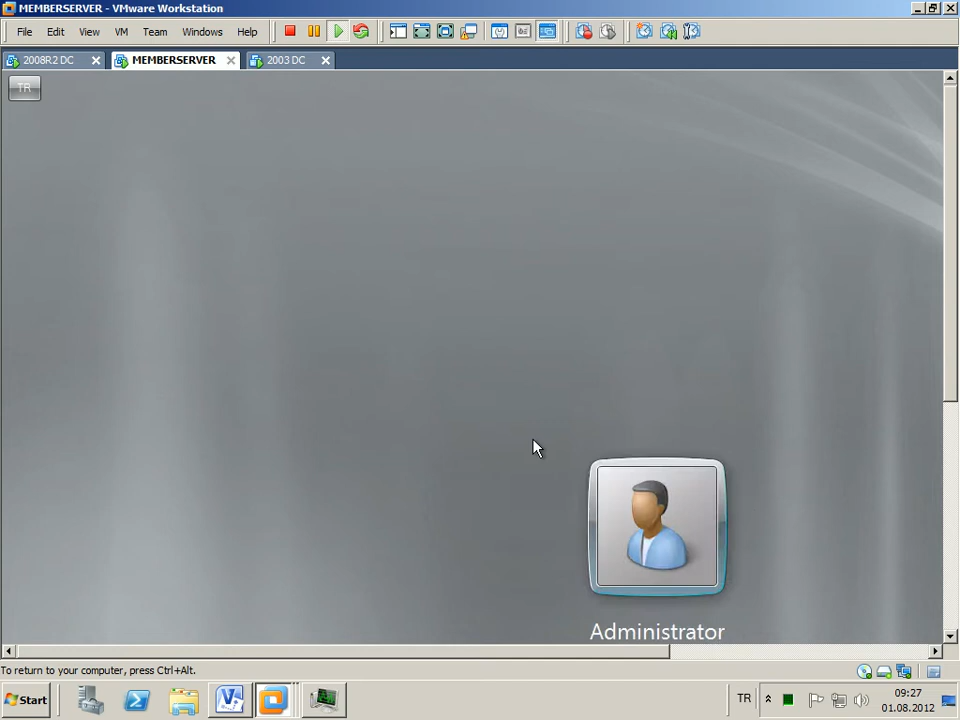 MEMBERSERVER - VMware Workstation
File Edit View VM Team Windows Help
2008R2 DC MEMBERSERVER 2003 DC
TR
Administrator
To return to your computer, press Ctrl+Alt.
Start TR 09:27
01.08.2012